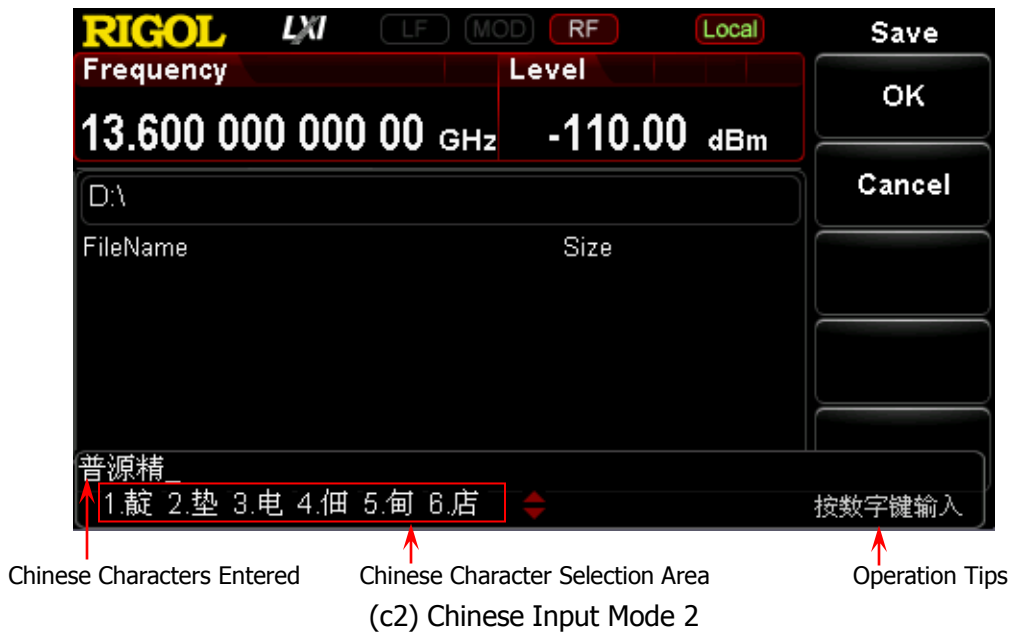 RIGOL LXI LF MOD RF Local Save
Frequency Level
OK
13.600 000 000 00 GHz -110.00 dBm
Cancel
D:\
FileName Size
普源精_
1.靛 2.垫 3.电 4.佃 5.甸 6.店
按数字键输入
Chinese Characters Entered Chinese Character Selection Area Operation Tips
(c2) Chinese Input Mode 2